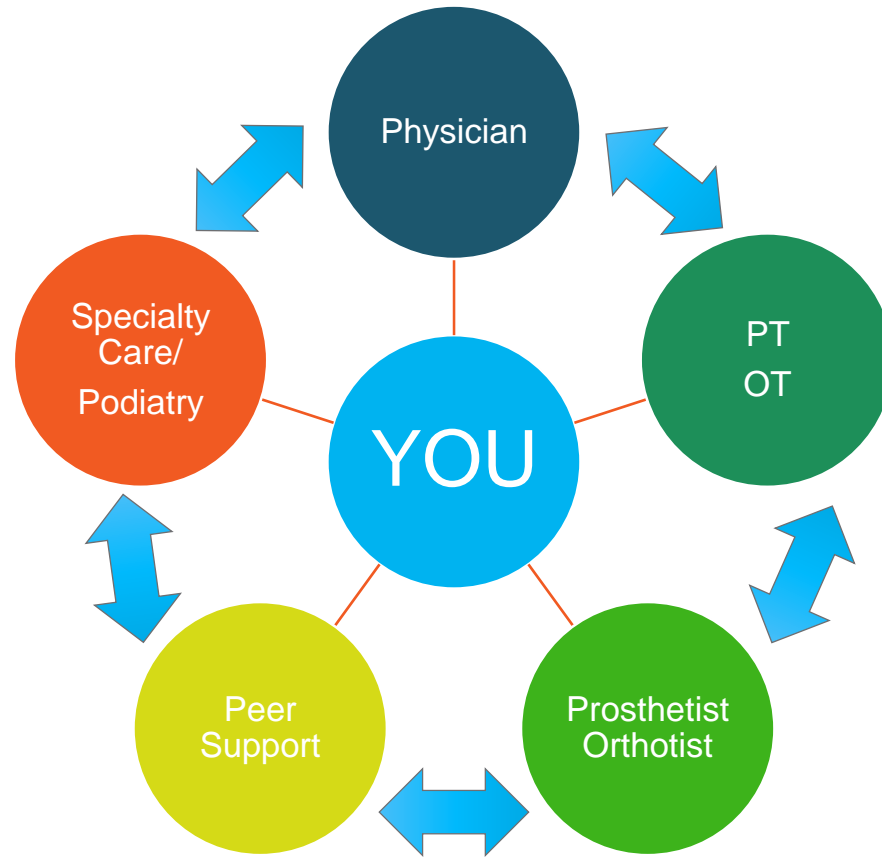 Physician
Specialty
Care/
Podiatry
PT
OT
YOU
Peer
Support
Prosthetist
Orthotist